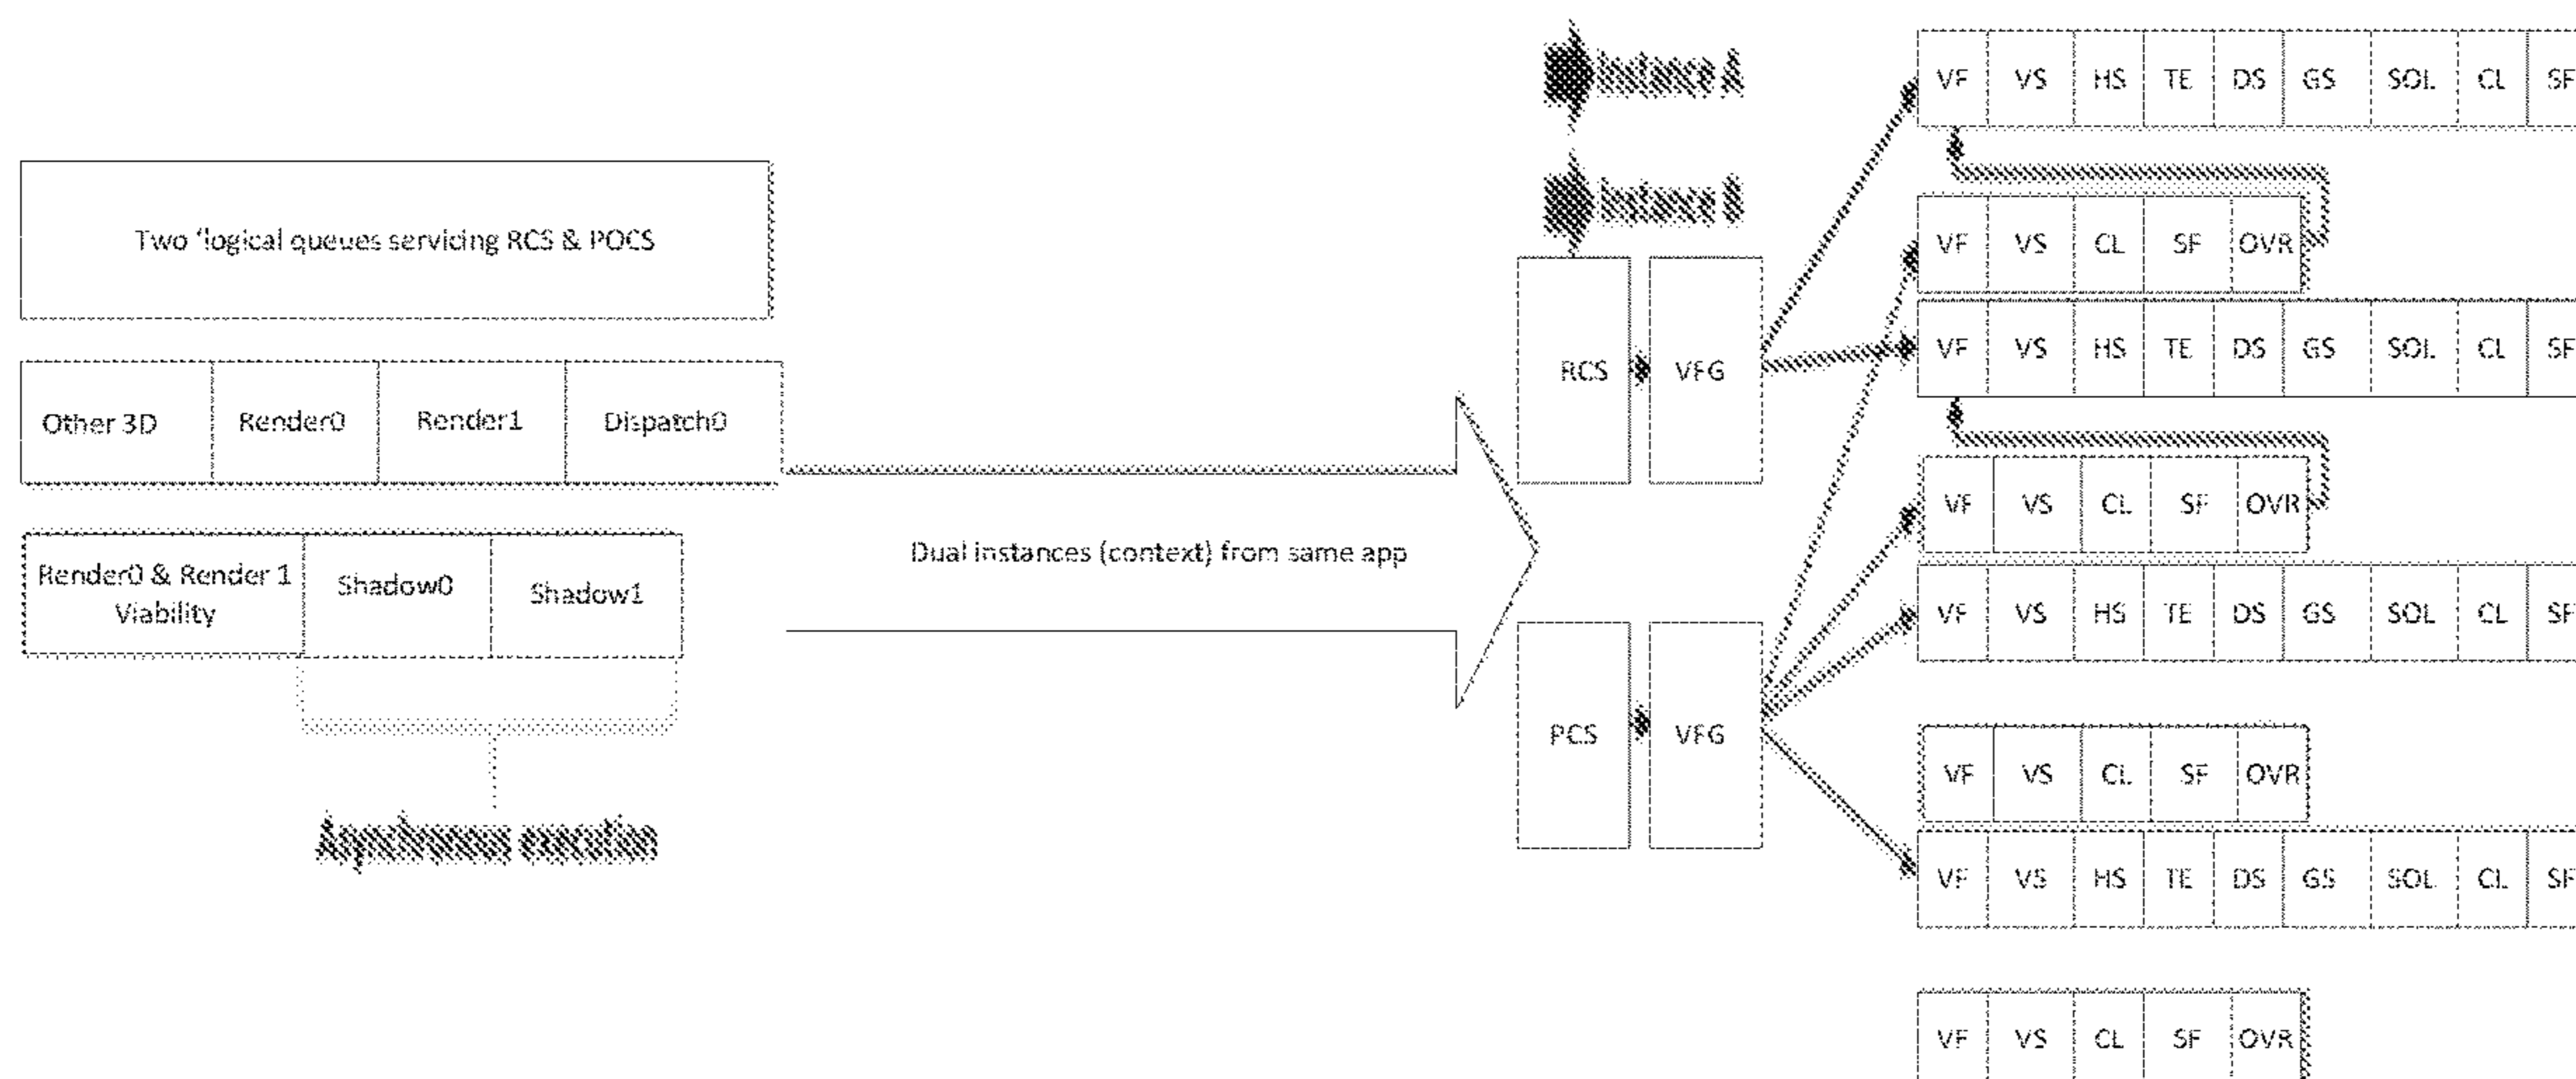 Two 'logical queues servicing RCS & POCS
Other 3D Render0 Render1 Dispatch0
Render0 & Render 1
Viability
Shadow0 Shadow1
Asynchronous execution
Dual instances (context) from same app
Instance A
Instance B
RCS VFG
PCS VFG
VF VS HS TE DS GS SOL CL SF
VF VS CL SF OVR
VF VS HS TE DS GS SOL CL SF
VF VS CL SF OVR
VF VS HS TE DS GS SOL CL SF
VF VS CL SF OVR
VF VS HS TE DS GS SOL CL SF
VF VS CL SF OVR